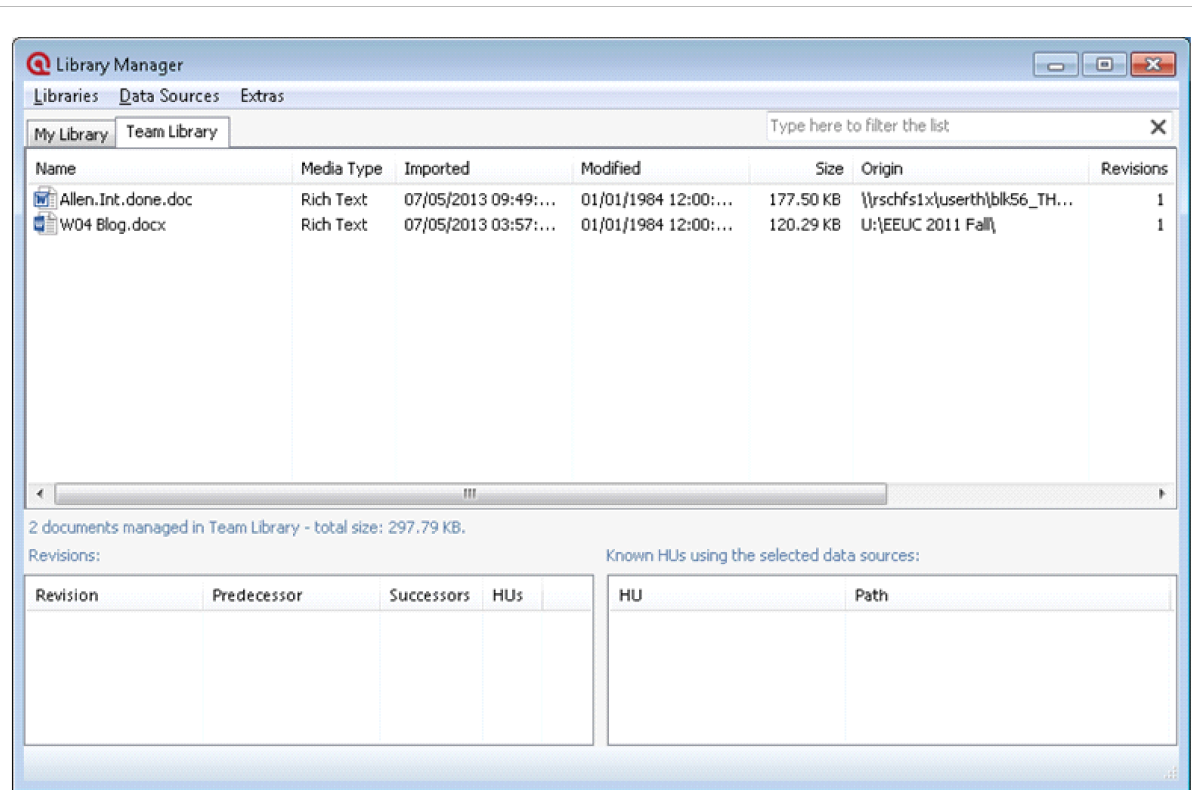 Library Manager
Libraries Data Sources Extras
My Library Team Library Type here to filter the list
Name Media Type Imported Modified Size Origin Revisions
Allen.Int.done.doc Rich Text 07/05/2013 09:49:... 01/01/1984 12:00:... 177.50 KB \\rschfs1x\userth\blk56_TH... 1
W04 Blog.docx Rich Text 07/05/2013 03:57:... 01/01/1984 12:00:... 120.29 KB U:\EEUC 2011 Fall\ 1
2 documents managed in Team Library - total size: 297.79 KB.
Revisions: Known HUs using the selected data sources:
Revision Predecessor Successors HUs HU Path